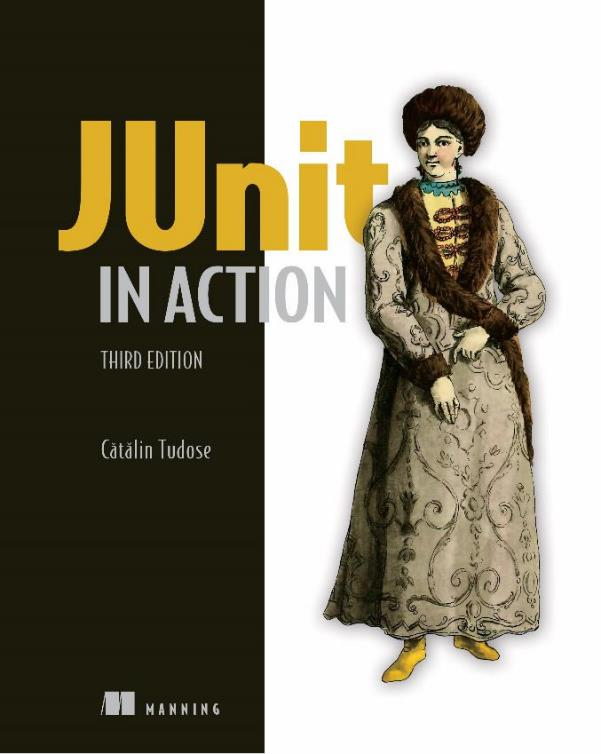 JUnit
IN ACTION
THIRD EDITION
Cătălin Tudose
MANNING